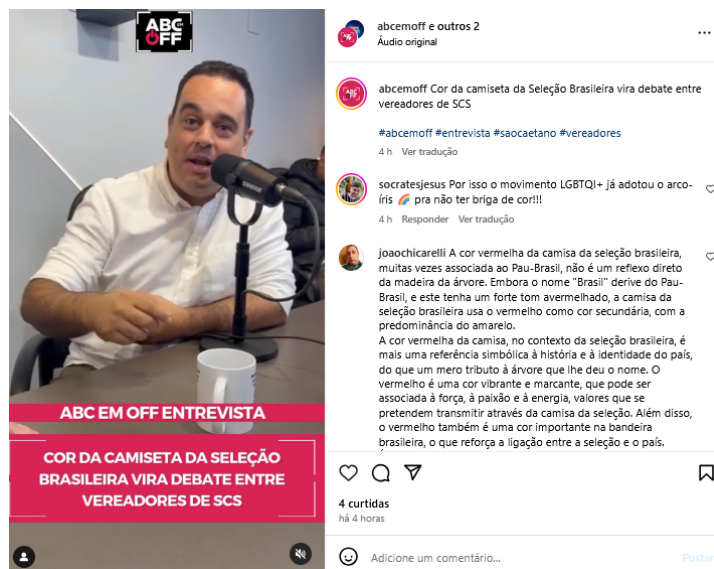 ABC EM
OFF
ABC EM OFF ENTREVISTA
COR DA CAMISETA DA SELEÇÃO
BRASILEIRA VIRA DEBATE ENTRE
VEREADORES DE SCS
abcemoff e outros 2
Áudio original
abcemoff Cor da camiseta da Seleção Brasileira vira debate entre
vereadores de SCS
#abcemoff #entrevista #saocaetano #vereadores
4 h Ver tradução
socratesjesus Por isso o movimento LGBTQI+ já adotou o arco-
íris 🌈 pra não ter briga de cor!!!
4 h Responder Ver tradução
joaochicarelli A cor vermelha da camisa da seleção brasileira,
muitas vezes associada ao Pau-Brasil, não é um reflexo direto
da madeira da árvore. Embora o nome "Brasil" derive do Pau-
Brasil, e este tenha um forte tom avermelhado, a camisa da
seleção brasileira usa o vermelho como cor secundária, com a
predominância do amarelo.
A cor vermelha da camisa, no contexto da seleção brasileira, é
mais uma referência simbólica à história e à identidade do país,
do que um mero tributo à árvore que lhe deu o nome. O
vermelho é uma cor vibrante e marcante, que pode ser
associada à força, à paixão e à energia, valores que se
pretendem transmitir através da camisa da seleção. Além disso,
o vermelho também é uma cor importante na bandeira
brasileira, o que reforça a ligação entre a seleção e o país.
4 curtidas
há 4 horas
Adicione um comentário...
Postar